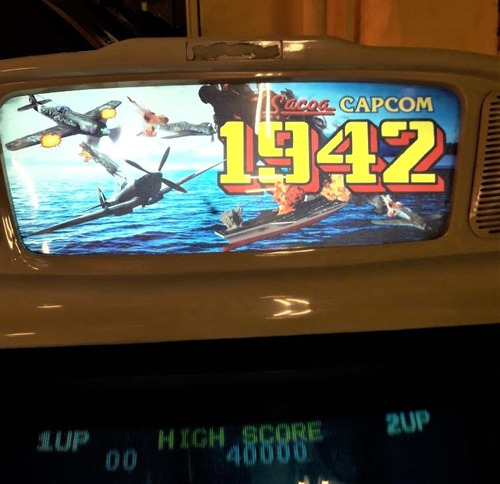 Sacoa CAPCOM
1942
1UP HIGH SCORE 2UP
00 40000